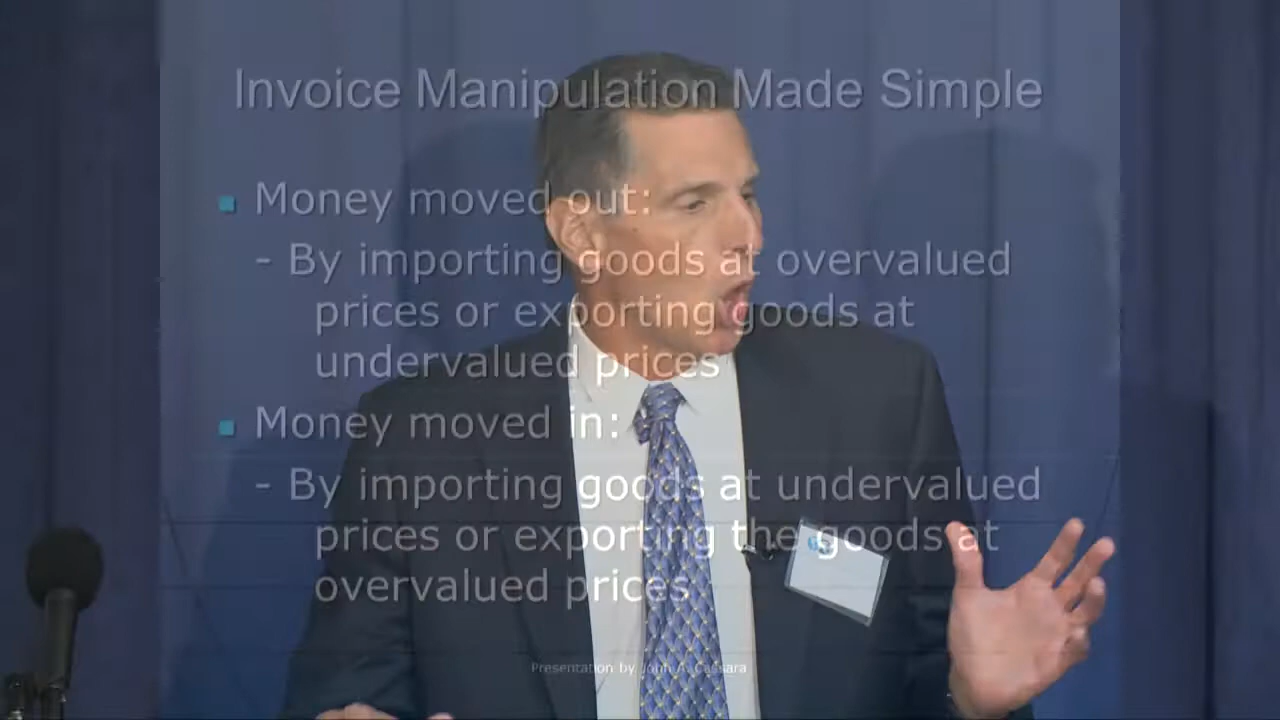 Invoice Manipulation Made Simple
Money moved out:
- By importing goods at overvalued
prices or exporting goods at
undervalued prices
Money moved in:
- By importing goods at undervalued
prices or exporting the goods at
overvalued prices
Presentation by John A. Cassara